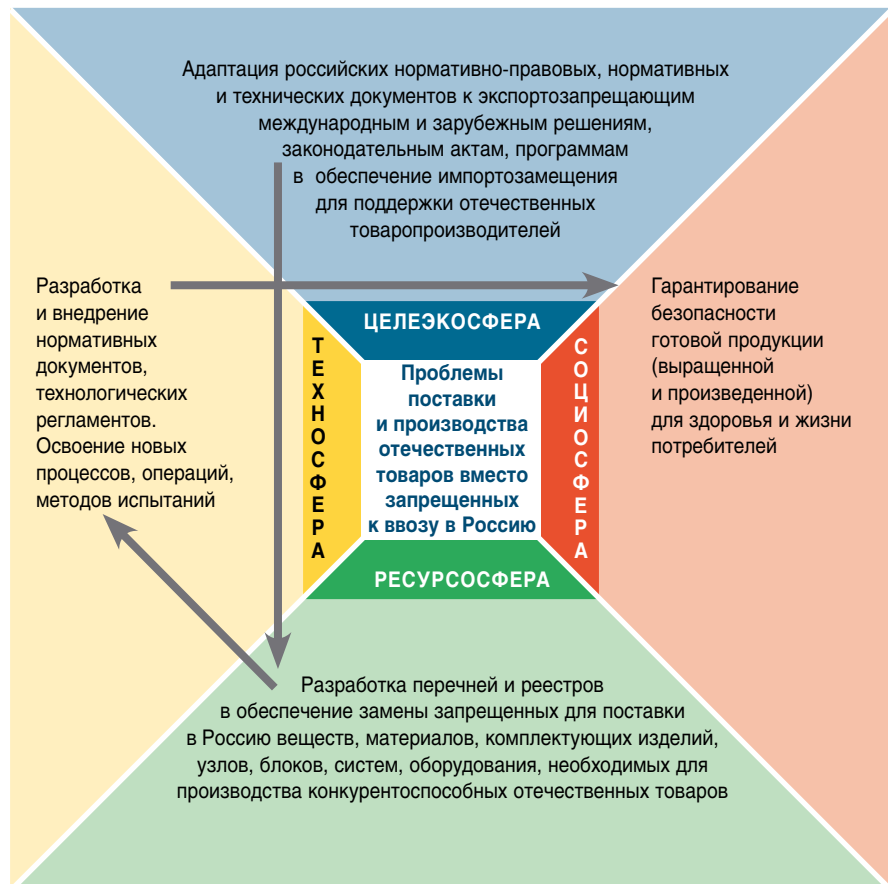 Адаптация российских нормативно-правовых, нормативных
и технических документов к экспортозапрещающим
международным и зарубежным решениям,
законодательным актам, программам
в обеспечение импортозамещения
для поддержки отечественных
товаропроизводителей
Разработка
и внедрение
нормативных
документов,
технологических
регламентов.
Освоение новых
процессов, операций,
методов испытаний
ЦЕЛЕЭКОСФЕРА
ТЕХНОСФЕРА
Проблемы
поставки
и производства
отечественных
товаров вместо
запрещенных
к ввозу в Россию
СОЦИОСФЕРА
РЕСУРСОСФЕРА
Гарантирование
безопасности
готовой продукции
(выращенной
и произведенной)
для здоровья и жизни
потребителей
Разработка перечней и реестров
в обеспечение замены запрещенных для поставки
в Россию веществ, материалов, комплектующих изделий,
узлов, блоков, систем, оборудования, необходимых для
производства конкурентоспособных отечественных товаров